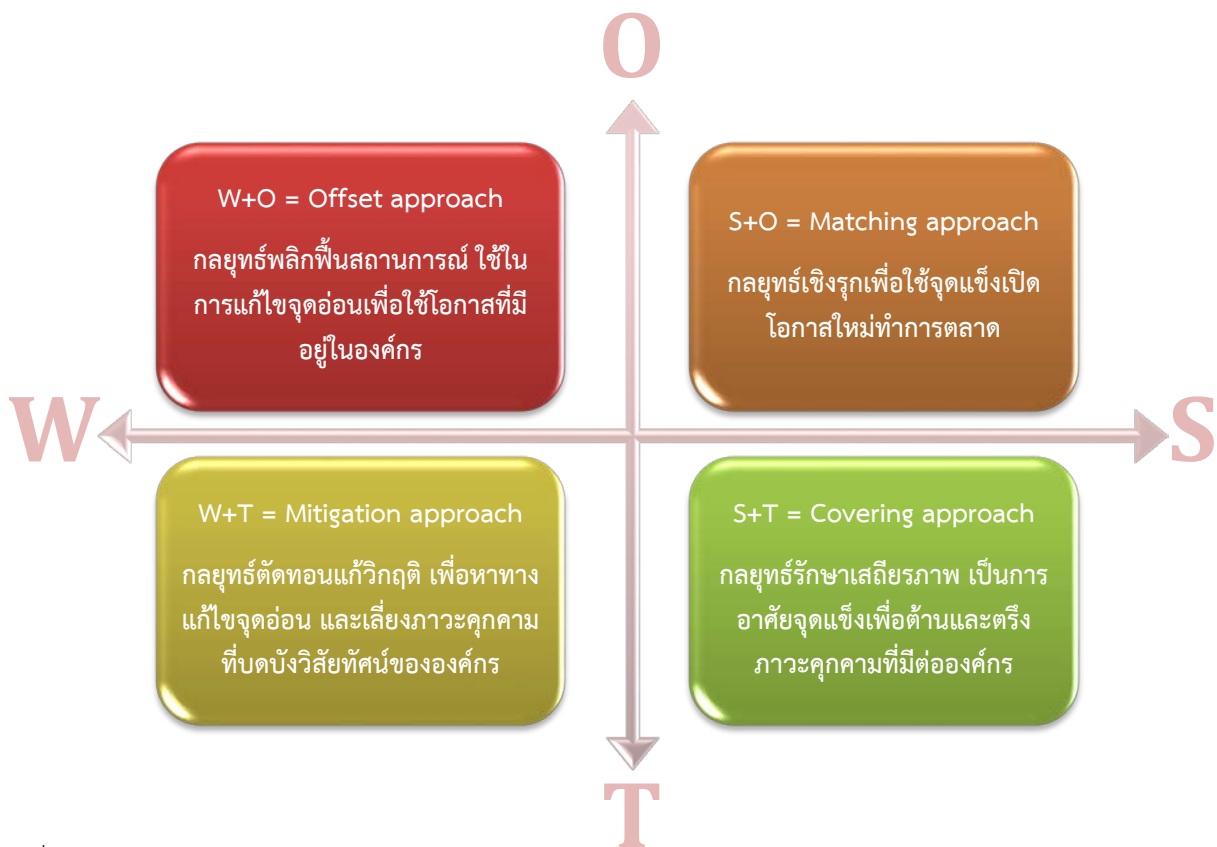 O
W+O = Offset approach
กลยุทธ์พลิกฟื้นสถานการณ์ ใช้ใน
การแก้ไขจุดอ่อนเพื่อใช้โอกาสที่มี
อยู่ในองค์กร
S+O = Matching approach
กลยุทธ์เชิงรุกเพื่อใช้จุดแข็งเปิด
โอกาสใหม่ทำการตลาด
W
S
W+T = Mitigation approach
กลยุทธ์ตัดทอนแก้วิกฤติ เพื่อหาทาง
แก้ไขจุดอ่อน และเลี่ยงภาวะคุกคาม
ที่บดบังวิสัยทัศน์ขององค์กร
S+T = Covering approach
กลยุทธ์รักษาเสถียรภาพ เป็นการ
อาศัยจุดแข็งเพื่อต้านและตรึง
ภาวะคุกคามที่มีต่อองค์กร
T